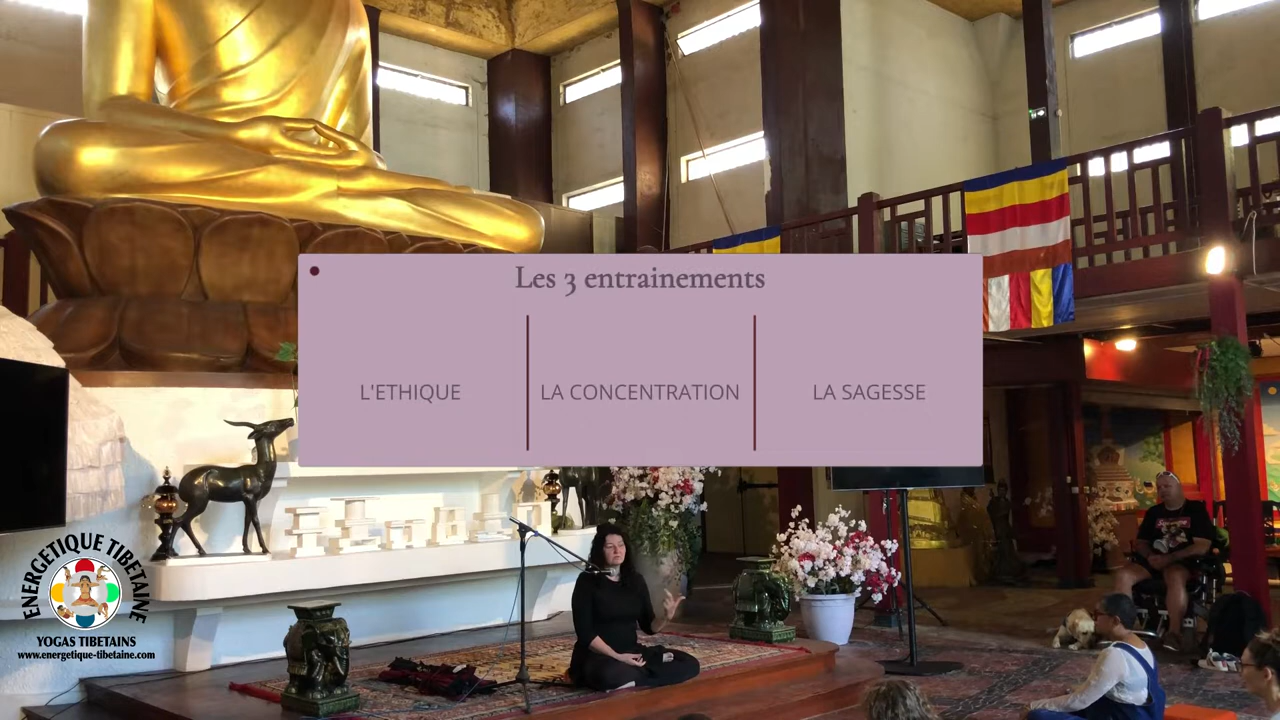 Les 3 entrainements
L'ETHIQUE
LA CONCENTRATION
LA SAGESSE
ENERGETIQUE TIBETAINE
YOGAS TIBETAINS
www.energetique-tibetaine.com